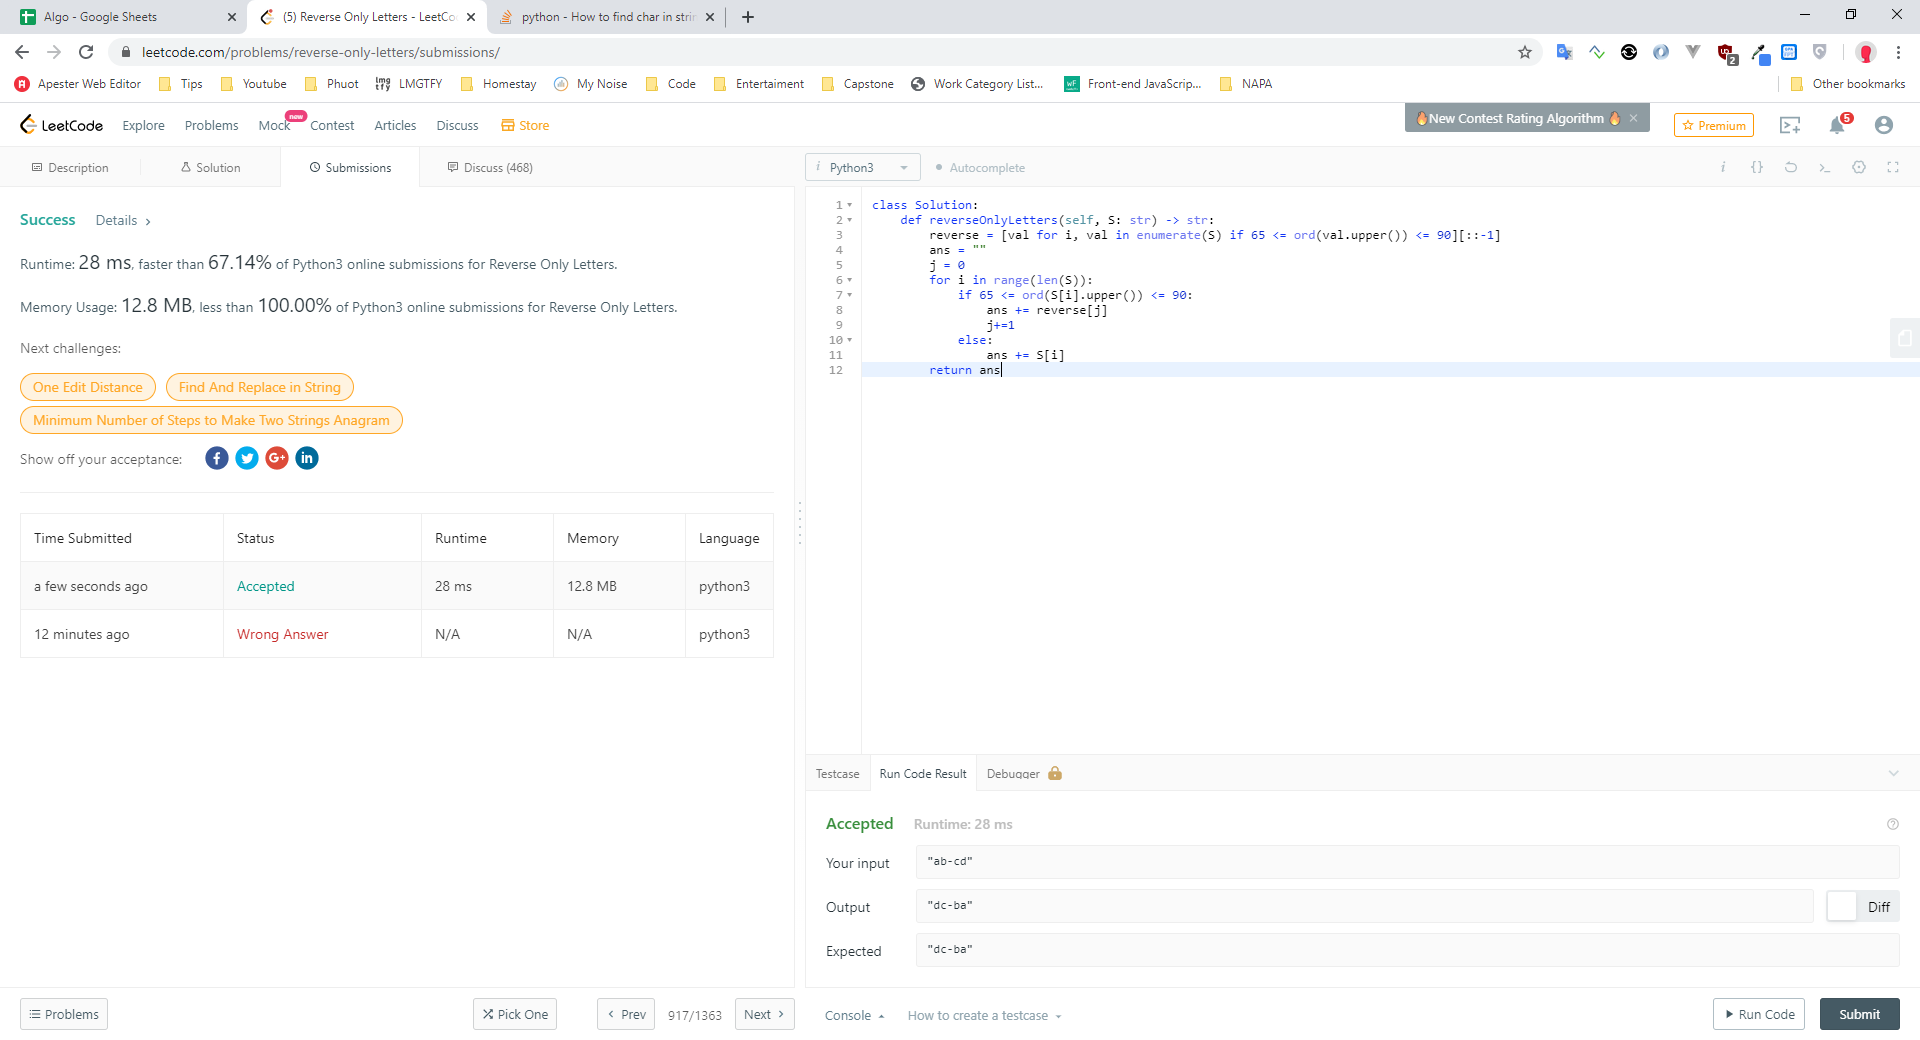 Algo - Google Sheets
(5) Reverse Only Letters - LeetCo
python - How to find char in strin
leetcode.com/problems/reverse-only-letters/submissions/
2
Apester Web Editor
Tips
Youtube
Phuot
LMGTFY
Homestay
My Noise
Code
Entertaiment
Capstone
Work Category List...
Front-end JavaScrip...
NAPA
Other bookmarks
LeetCode
Explore
Problems
Mock
new
Contest
Articles
Discuss
Store
New Contest Rating Algorithm
Premium
5
Description
Solution
Submissions
Discuss (468)
i Python3
Autocomplete
i {}
Success Details >
Runtime: 28 ms, faster than 67.14% of Python3 online submissions for Reverse Only Letters.
Memory Usage: 12.8 MB, less than 100.00% of Python3 online submissions for Reverse Only Letters.
Next challenges:
One Edit Distance
Find And Replace in String
Minimum Number of Steps to Make Two Strings Anagram
Show off your acceptance:
Time Submitted Status Runtime Memory Language
a few seconds ago Accepted 28 ms 12.8 MB python3
12 minutes ago Wrong Answer N/A N/A python3
1 class Solution:
2 def reverseOnlyLetters(self, S: str) -> str:
3 reverse = [val for i, val in enumerate(S) if 65 <= ord(val.upper()) <= 90][::-1]
4 ans = ""
5 j = 0
6 for i in range(len(S)):
7 if 65 <= ord(S[i].upper()) <= 90:
8 ans += reverse[j]
9 j+=1
10 else:
11 ans += S[i]
12 return ans
Testcase
Run Code Result
Debugger
Accepted Runtime: 28 ms
Your input "ab-cd"
Output "dc-ba" Diff
Expected "dc-ba"
Problems
Pick One
< Prev
917/1363
Next >
Console
How to create a testcase
Run Code
Submit